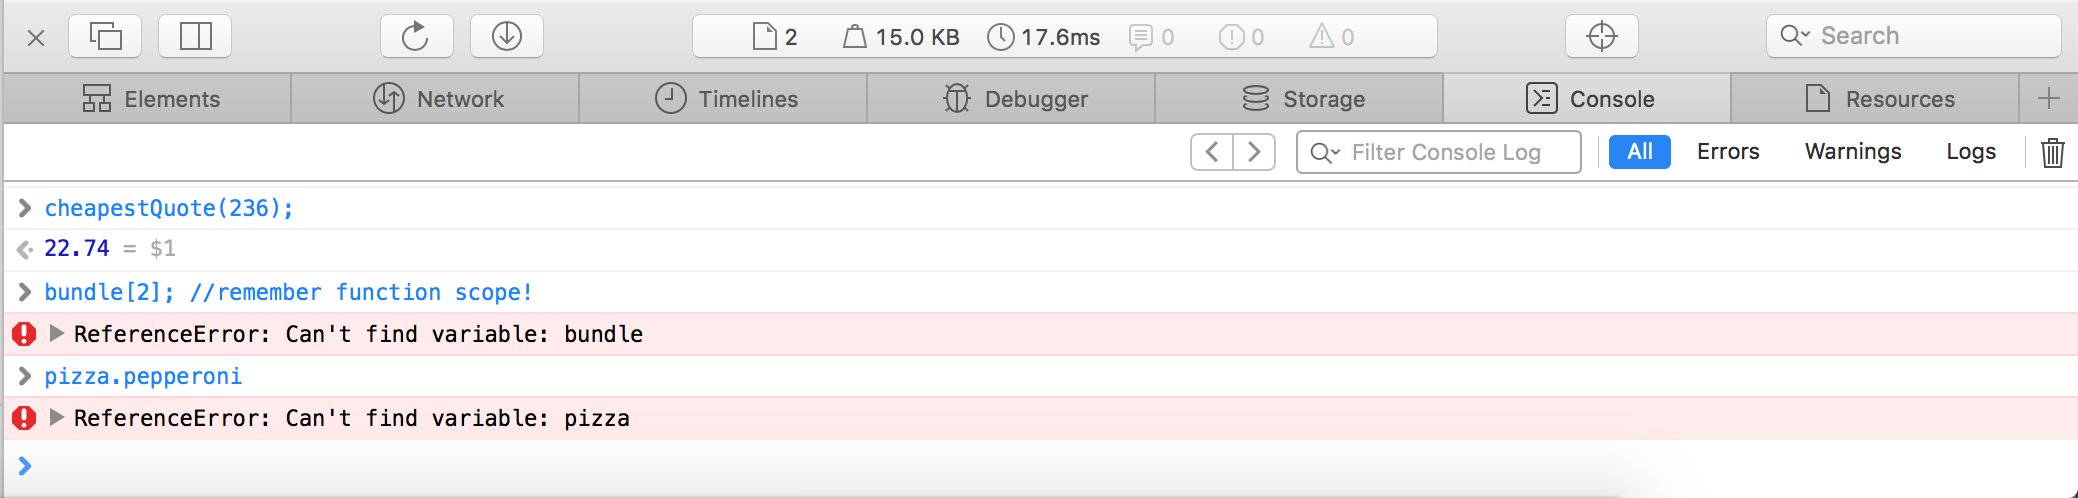 2 15.0 KB 17.6ms 0 0 0 Search
Elements Network Timelines Debugger Storage Console Resources +
Filter Console Log All Errors Warnings Logs
> cheapestQuote(236);
22.74 = $1
> bundle[2]; //remember function scope!
ReferenceError: Can't find variable: bundle
> pizza.pepperoni
ReferenceError: Can't find variable: pizza
>